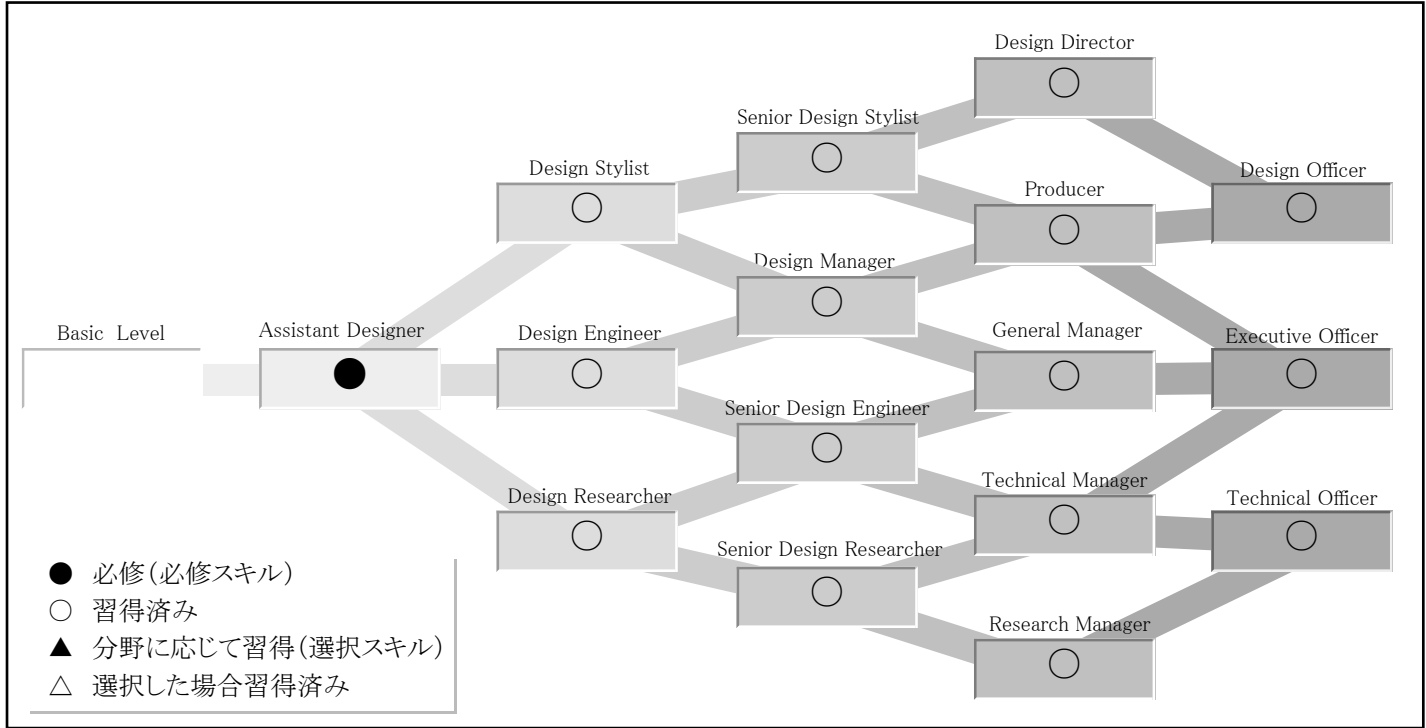 Design Director
Senior Design Stylist
Design Stylist
Design Officer
Producer
Design Manager
Basic Level
Assistant Designer
Design Engineer
General Manager
Executive Officer
Senior Design Engineer
Design Researcher
Technical Manager
Technical Officer
Senior Design Researcher
Research Manager
● 必修(必修スキル)
○ 習得済み
▲ 分野に応じて習得(選択スキル)
△ 選択した場合習得済み